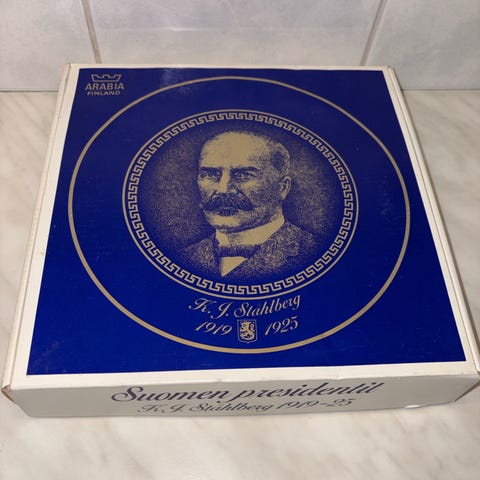 ARABIA
FINLAND
K. J. Ståhlberg
1919 1925
Suomen presidentit
K. J. Ståhlberg 1919-25